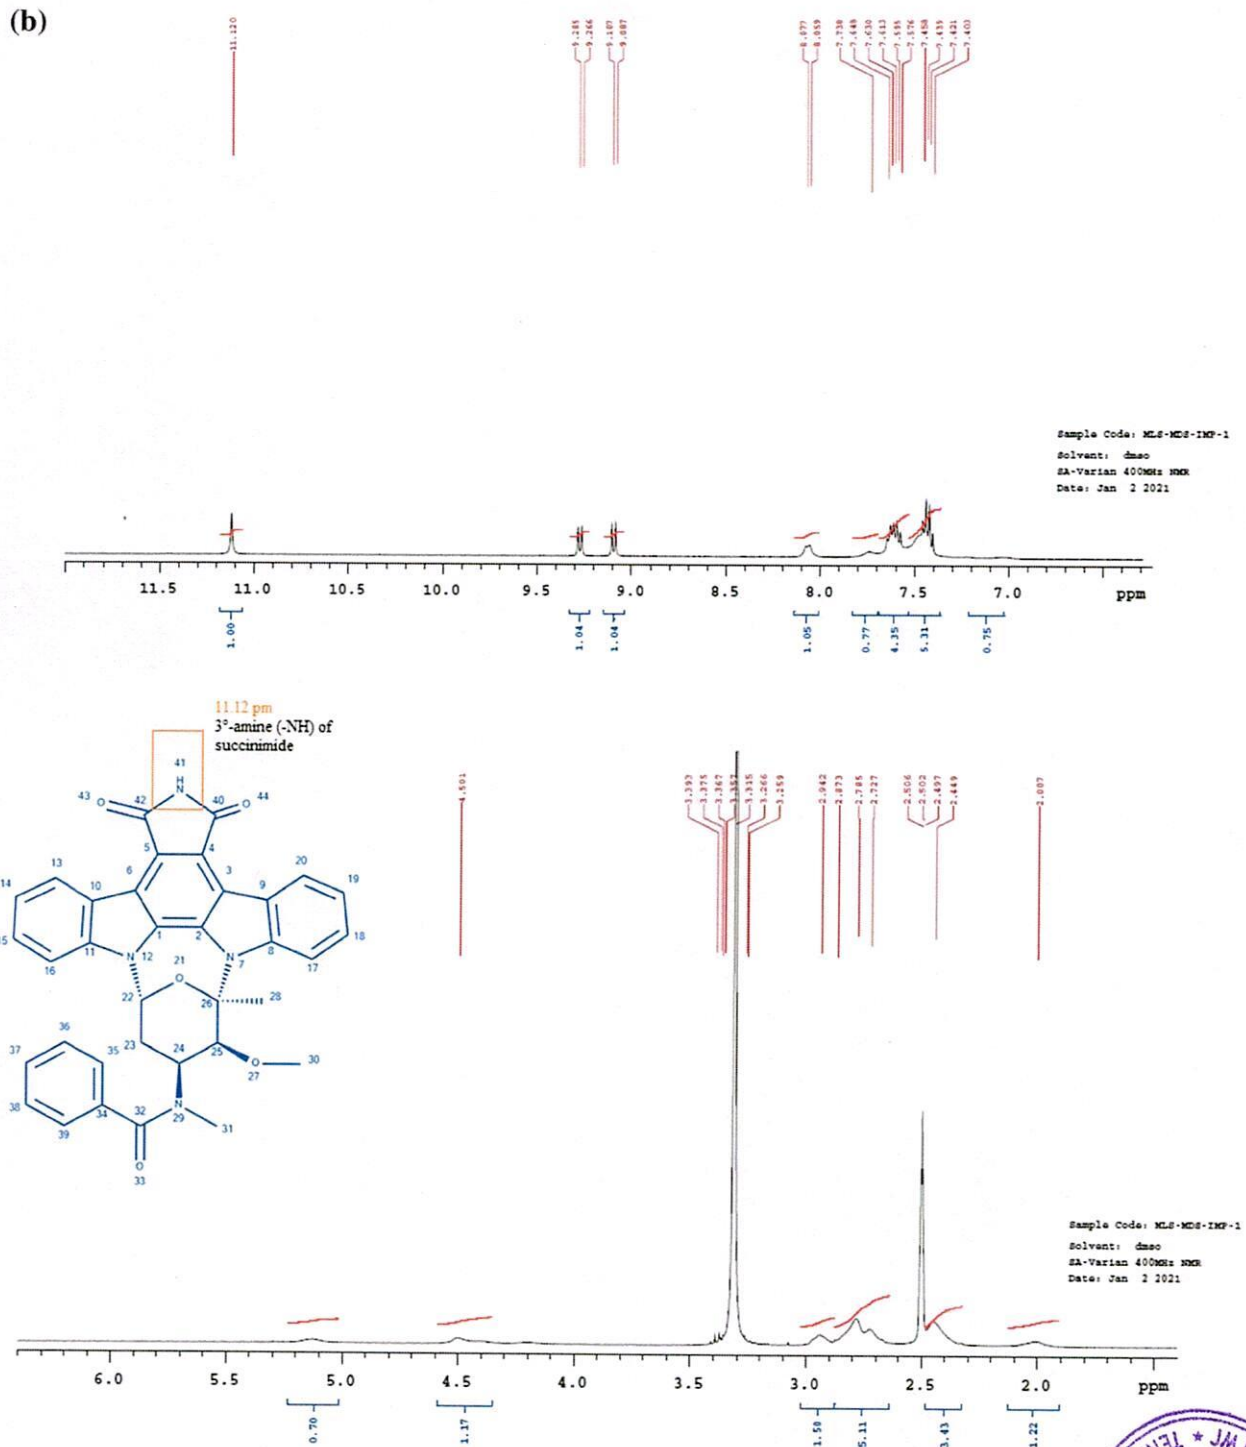 (b)
11.120
9.285
9.266
9.107
9.087
8.077
8.059
7.738
7.649
7.630
7.613
7.595
7.576
7.458
7.439
7.421
7.403
Sample Code: MLS-MDS-IMP-1
Solvent: dmso
SA-Varian 400MHz NMR
Date: Jan 2 2021
11.5 11.0 10.5 10.0 9.5 9.0 8.5 8.0 7.5 7.0 ppm
1.00 1.04 1.04 1.05 0.77 4.35 5.31 0.75
11.12 pm
3°-amine (-NH) of
succinimide
41
H
N
43 O 42 40 O 44
5 4
13 6 3 20
14 10 9 19
15 1 2 18
11 N 12 21 N 7 8
16 O 17
22 26 28
36 23 24 25
37 35 O 30
27
38 32 N
34 29
39 31
O
33
4.501
3.393
3.375
3.367
3.357
3.315
3.266
3.259
2.942
2.873
2.785
2.727
2.506
2.502
2.497
2.449
2.007
Sample Code: MLS-MDS-IMP-1
Solvent: dmso
SA-Varian 400MHz NMR
Date: Jan 2 2021
6.0 5.5 5.0 4.5 4.0 3.5 3.0 2.5 2.0 ppm
0.70 1.17 1.50 5.11 3.43 1.22